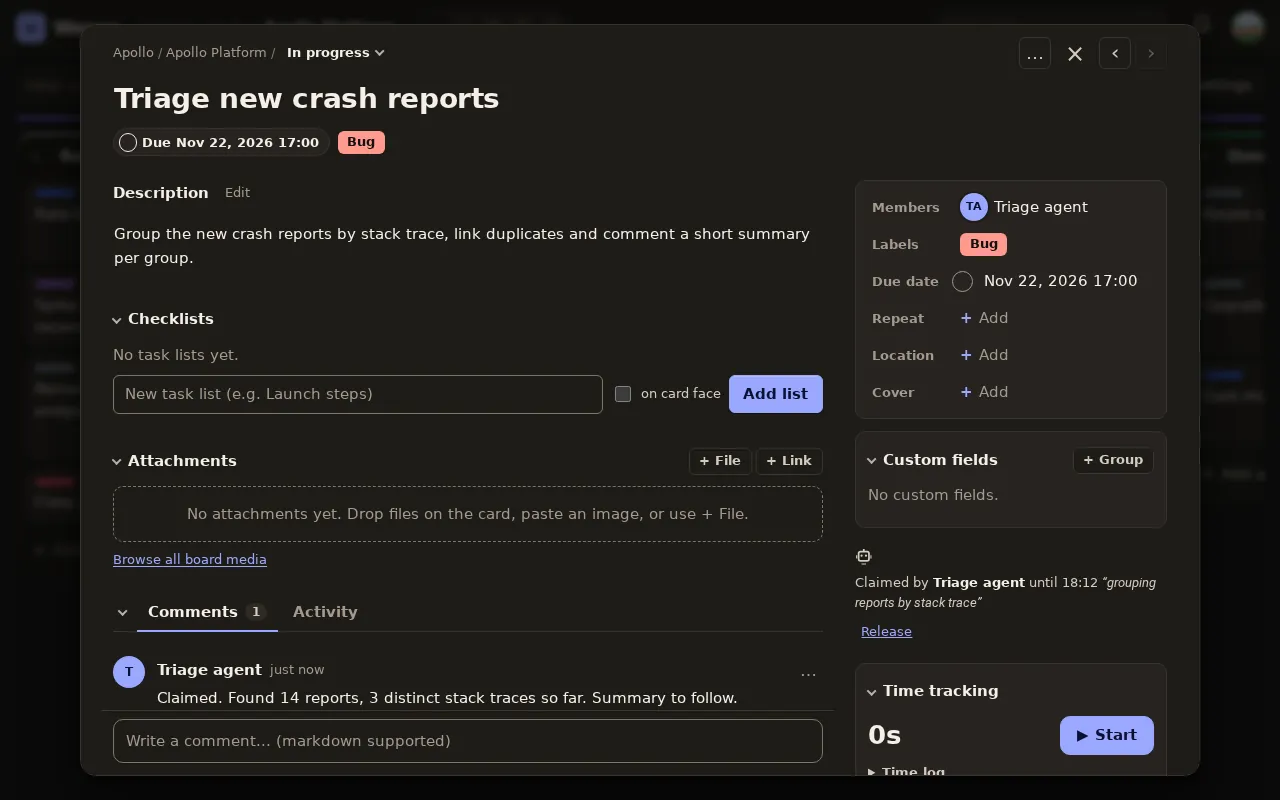 Apollo / Apollo Platform / In progress
...
Triage new crash reports
Due Nov 22, 2026 17:00 Bug
Description Edit
Group the new crash reports by stack trace, link duplicates and comment a short summary
per group.
Checklists
No task lists yet.
New task list (e.g. Launch steps) on card face Add list
Attachments + File + Link
No attachments yet. Drop files on the card, paste an image, or use + File.
Browse all board media
Comments 1 Activity
T Triage agent just now ...
Claimed. Found 14 reports, 3 distinct stack traces so far. Summary to follow.
Write a comment... (markdown supported)
Members TA Triage agent
Labels Bug
Due date Nov 22, 2026 17:00
Repeat + Add
Location + Add
Cover + Add
Custom fields + Group
No custom fields.
Claimed by Triage agent until 18:12 “grouping
reports by stack trace”
Release
Time tracking
0s ▶ Start
Time log